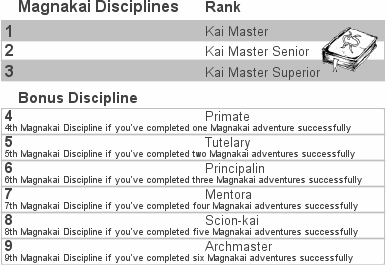 Magnakai Disciplines Rank
1 Kai Master
2 Kai Master Senior
3 Kai Master Superior
Bonus Discipline
4 Primate
4th Magnakai Discipline if you've completed one Magnakai adventure successfully
5 Tutelary
5th Magnakai Discipline if you've completed two Magnakai adventures successfully
6 Principalin
6th Magnakai Discipline if you've completed three Magnakai adventures successfully
7 Mentora
7th Magnakai Discipline if you've completed four Magnakai adventures successfully
8 Scion-kai
8th Magnakai Discipline if you've completed five Magnakai adventures successfully
9 Archmaster
9th Magnakai Discipline if you've completed six Magnakai adventures successfully